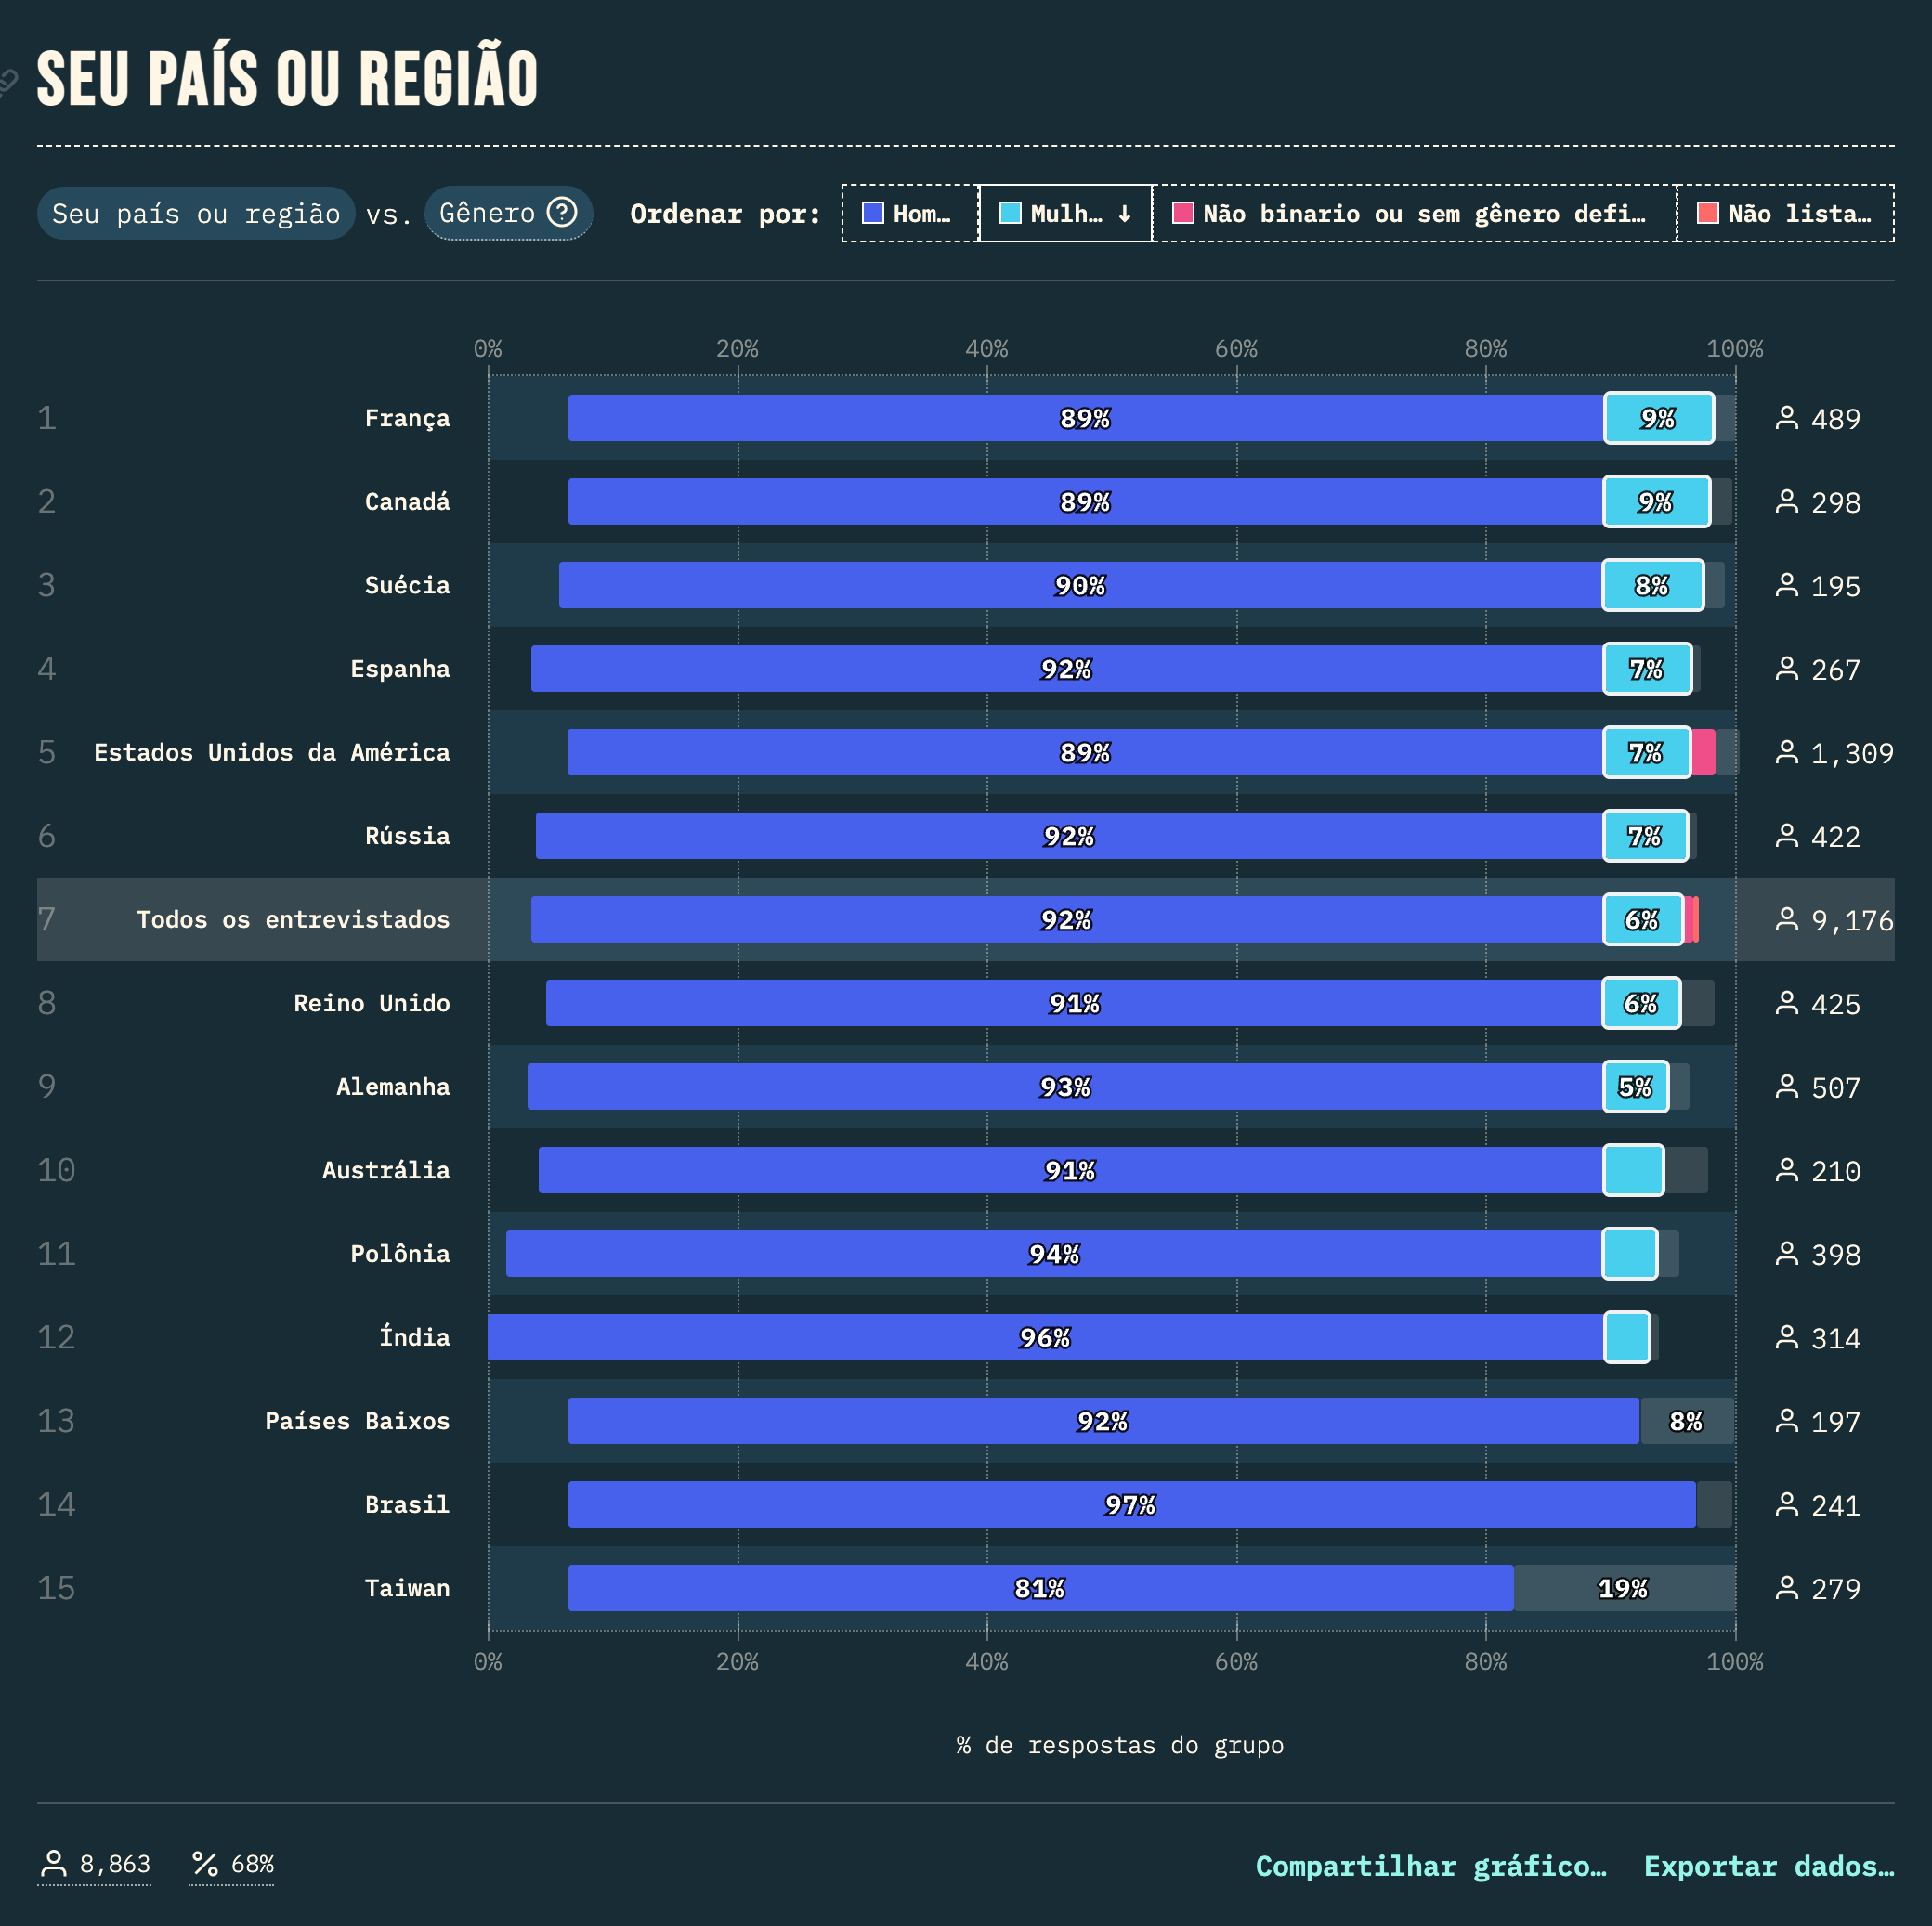 SEU PAÍS OU REGIÃO
Seu país ou região vs. Gênero ? Ordenar por: Hom… Mulh… ↓ Não binario ou sem gênero defi… Não lista…
0% 20% 40% 60% 80% 100%
1 França 89% 9% 489
2 Canadá 89% 9% 298
3 Suécia 90% 8% 195
4 Espanha 92% 7% 267
5 Estados Unidos da América 89% 7% 1,309
6 Rússia 92% 7% 422
7 Todos os entrevistados 92% 6% 9,176
8 Reino Unido 91% 6% 425
9 Alemanha 93% 5% 507
10 Austrália 91% 210
11 Polônia 94% 398
12 Índia 96% 314
13 Países Baixos 92% 8% 197
14 Brasil 97% 241
15 Taiwan 81% 19% 279
0% 20% 40% 60% 80% 100%
% de respostas do grupo
8,863 % 68% Compartilhar gráfico… Exportar dados…